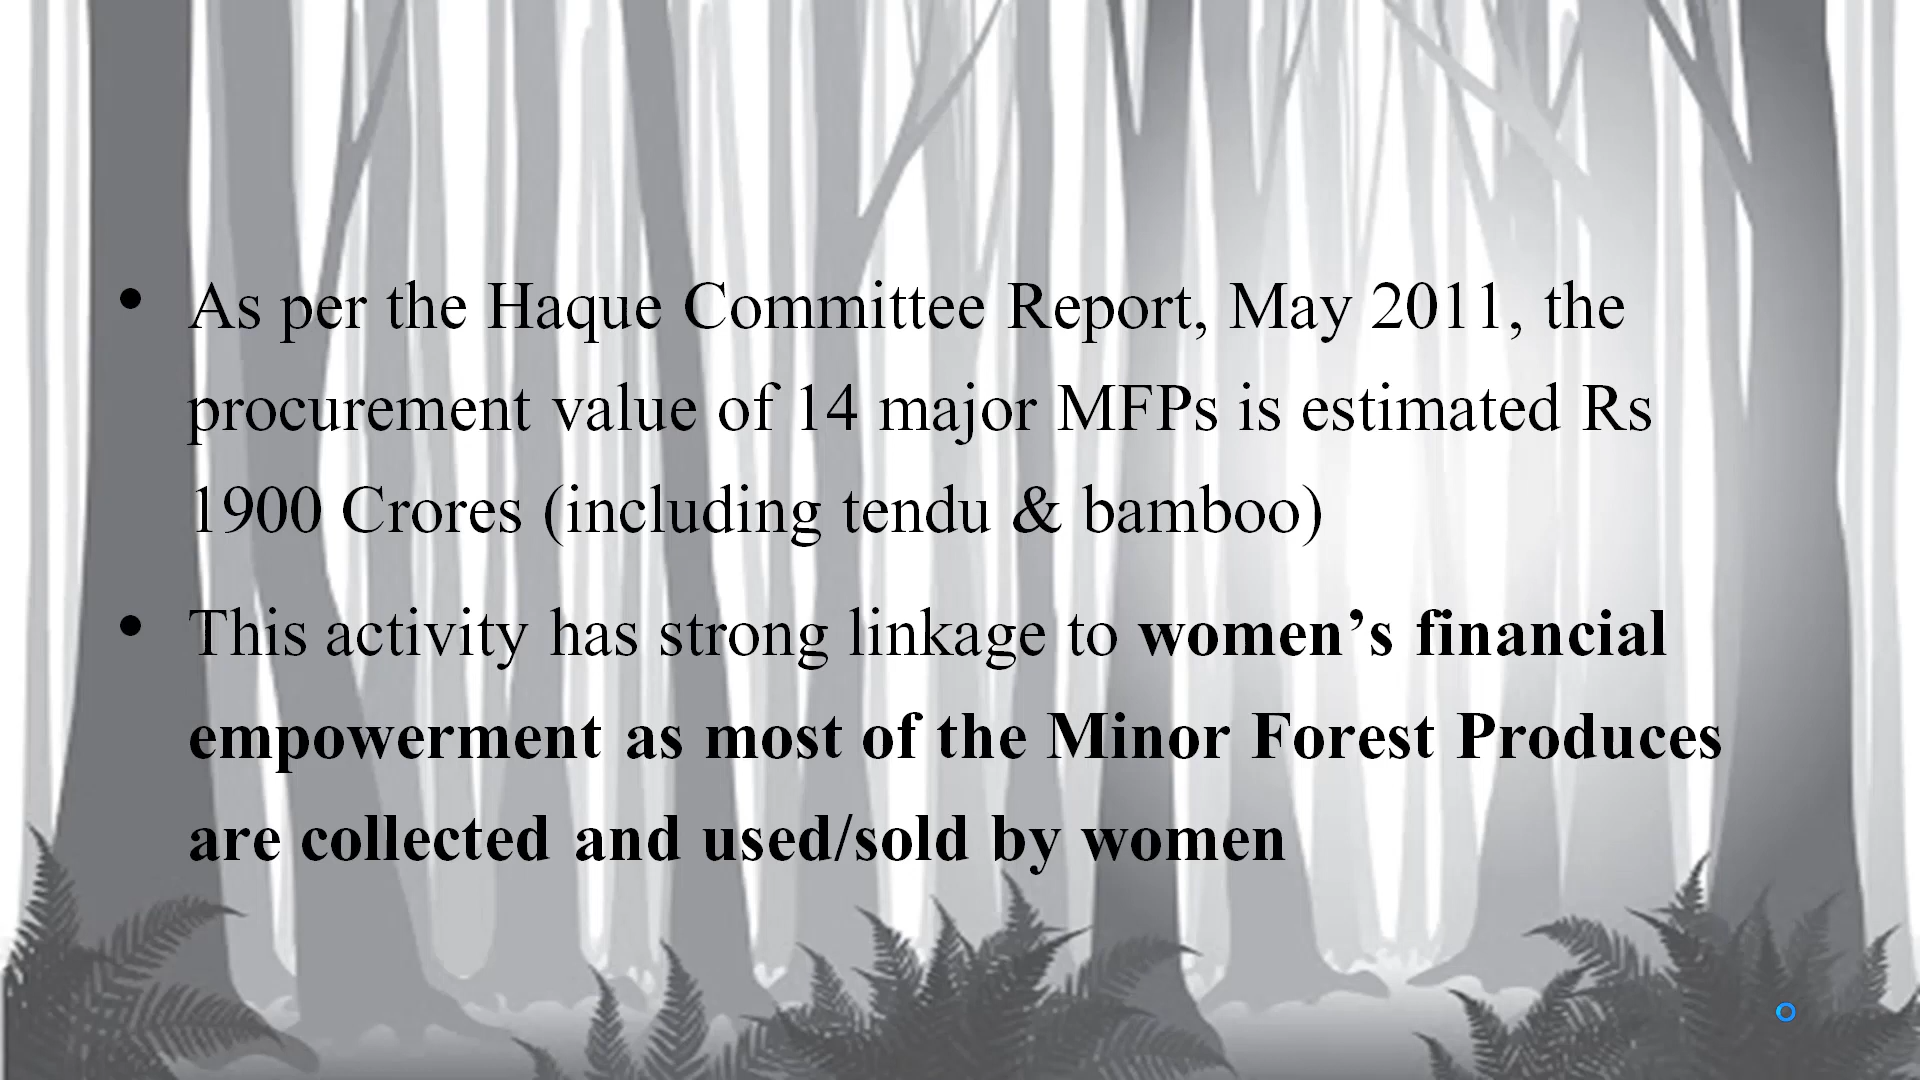 • As per the Haque Committee Report, May 2011, the
procurement value of 14 major MFPs is estimated Rs
1900 Crores (including tendu & bamboo)
• This activity has strong linkage to women’s financial
empowerment as most of the Minor Forest Produces
are collected and used/sold by women